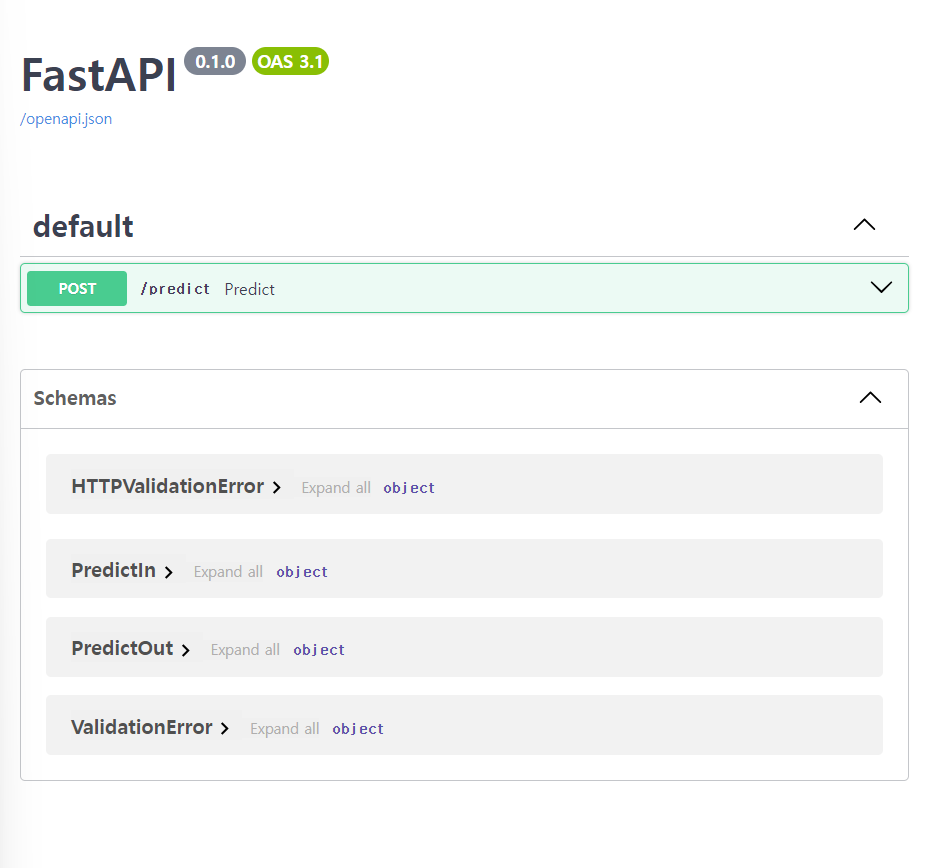 FastAPI 0.1.0 OAS 3.1
/openapi.json
default
POST /predict Predict
Schemas
HTTPValidationError Expand all object
PredictIn Expand all object
PredictOut Expand all object
ValidationError Expand all object